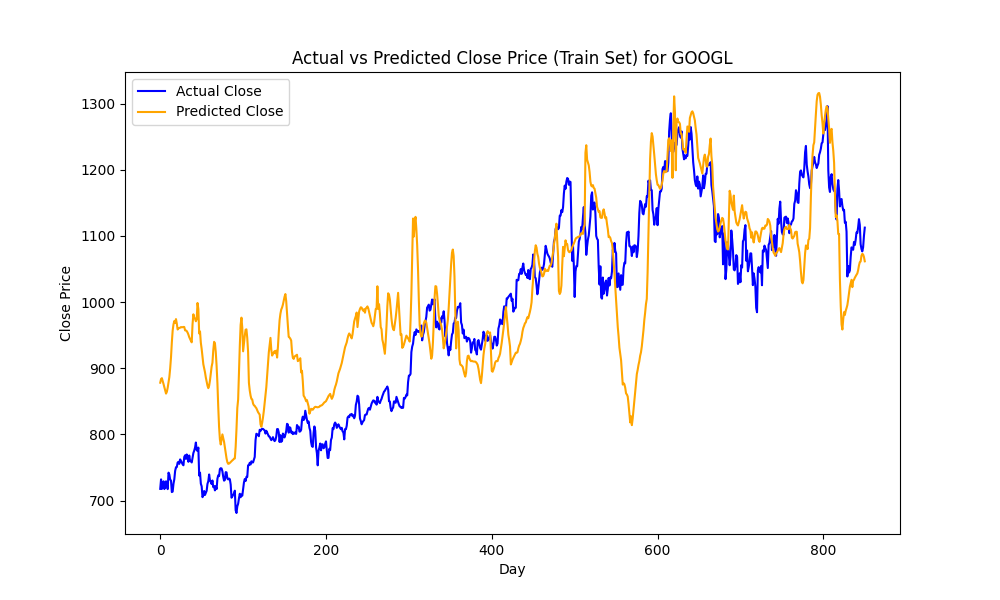 Actual vs Predicted Close Price (Train Set) for GOOGL
Actual Close
Predicted Close
Close Price
1300
1200
1100
1000
900
800
700
0 200 400 600 800
Day